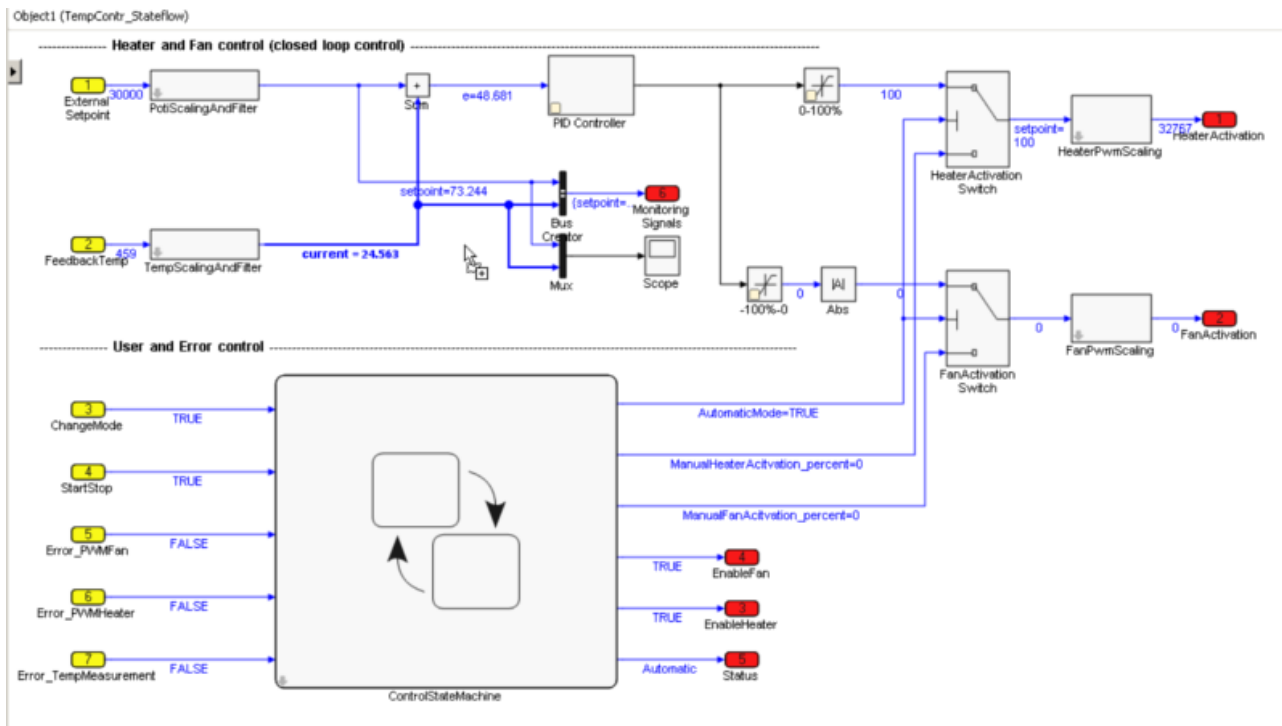 Object1 (TempContr_Stateflow)
Heater and Fan control (closed loop control)
1
External
Setpoint
30000
PotiScalingAndFilter
+
Sum
e=48.681
PID Controller
0-100%
100
HeaterActivation
Switch
setpoint=
100
HeaterPwmScaling
32767
1
HeaterActivation
setpoint=73.244
Bus
Creator
{setpoint=...
6
Monitoring
Signals
2
FeedbackTemp
459
TempScalingAndFilter
current = 24.563
Mux
Scope
-100%-0
0
|A|
Abs
0
FanActivation
Switch
0
FanPwmScaling
0
2
FanActivation
User and Error control
3
ChangeMode
TRUE
4
StartStop
TRUE
5
Error_PWMFan
FALSE
6
Error_PWMHeater
FALSE
7
Error_TempMeasurement
FALSE
ControlStateMachine
AutomaticMode=TRUE
ManualHeaterAcitvation_percent=0
ManualFanAcitvation_percent=0
TRUE
4
EnableFan
TRUE
3
EnableHeater
Automatic
5
Status